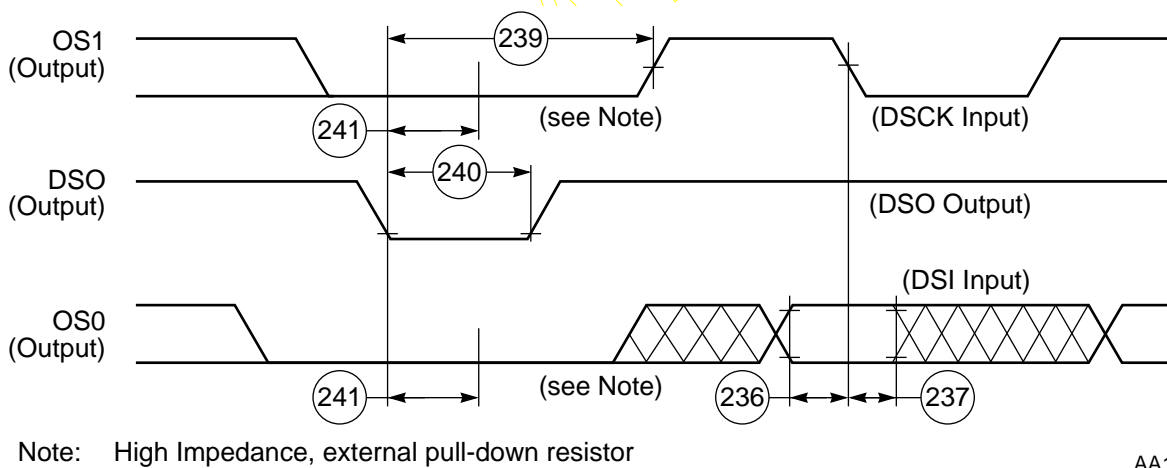 OS1
(Output)
239
(see Note)
(DSCK Input)
241
240
DSO
(Output)
(DSO Output)
(DSI Input)
OS0
(Output)
(see Note)
241
236
237
Note: High Impedance, external pull-down resistor